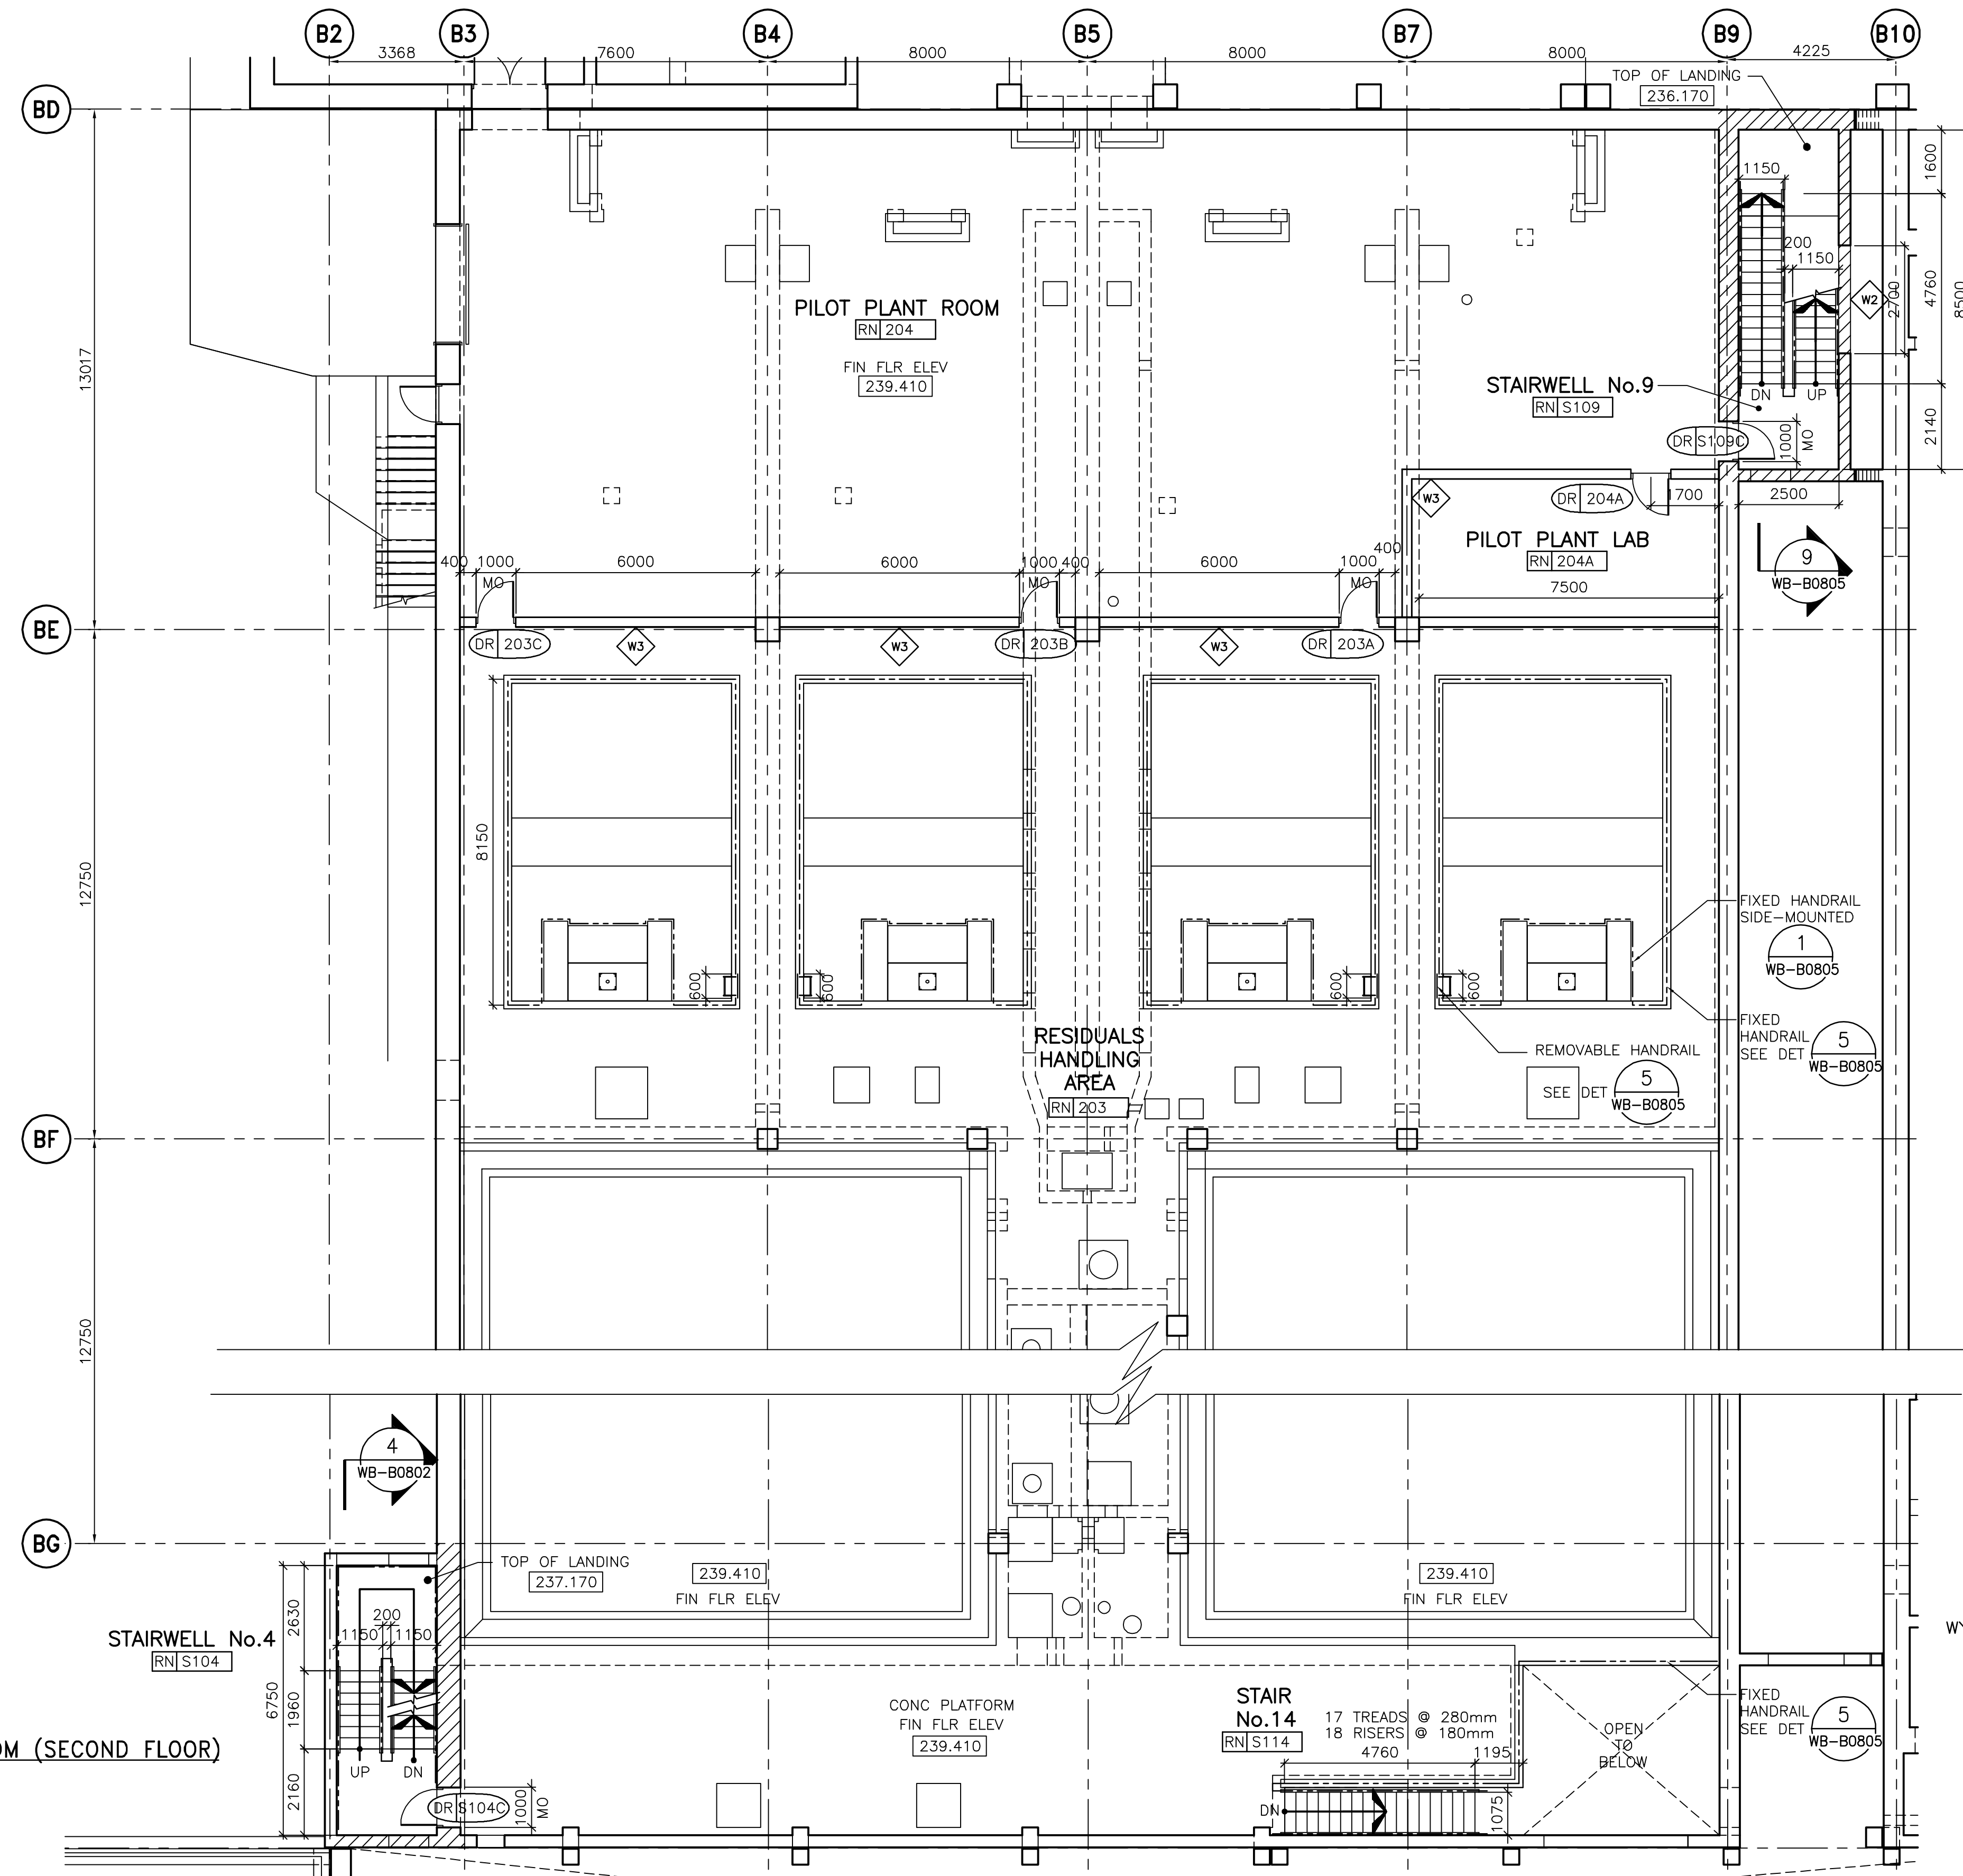 B2
B3
B4
B5
B7
B9
B10
3368
7600
8000
8000
8000
4225
BD
TOP OF LANDING
236.170
1150
1600
200
1150
2700
4760
8500
W2
PILOT PLANT ROOM
RN 204
FIN FLR ELEV
239.410
13017
STAIRWELL No.9
RN S109
DN
UP
DR S109C
1000
MO
2140
W3
DR 204A
1700
2500
PILOT PLANT LAB
RN 204A
7500
9
WB-B0805
400
1000
MO
6000
6000
1000
MO
400
6000
1000
MO
400
BE
DR 203C
W3
W3
DR 203B
W3
DR 203A
8150
12750
FIXED HANDRAIL
SIDE-MOUNTED
1
WB-B0805
600
600
600
600
RESIDUALS
HANDLING
AREA
RN 203
REMOVABLE HANDRAIL
SEE DET
5
WB-B0805
FIXED
HANDRAIL
SEE DET
5
WB-B0805
BF
12750
4
WB-B0802
BG
TOP OF LANDING
237.170
239.410
FIN FLR ELEV
239.410
FIN FLR ELEV
STAIRWELL No.4
RN S104
200
1150
1150
2630
6750
1960
2160
UP
DN
DR S104C
1000
MO
OM (SECOND FLOOR)
CONC PLATFORM
FIN FLR ELEV
239.410
STAIR
No.14
RN S114
17 TREADS @ 280mm
18 RISERS @ 180mm
4760
1195
DN
1075
OPEN
TO
BELOW
FIXED
HANDRAIL
SEE DET
5
WB-B0805
WY